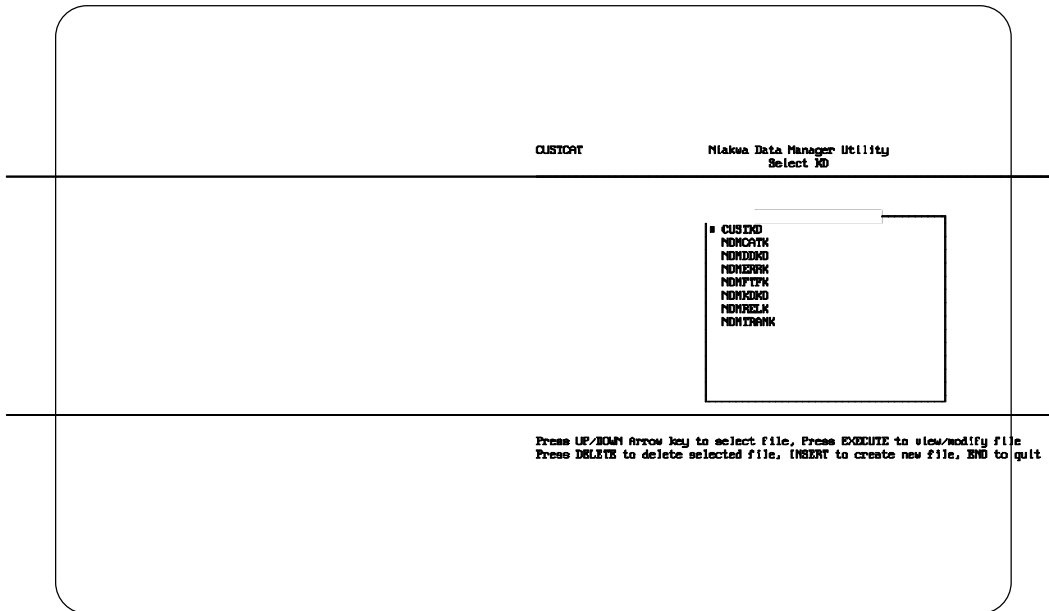 CUSTCAT Niakwa Data Manager Utility
Select KD
■ CUSTKD
NDMCATK
NDMDDKD
NDMERRK
NDMFTFK
NDMKDKD
NDMRELK
NDMTRANK
Press UP/DOWN Arrow key to select file, Press EXECUTE to view/modify file
Press DELETE to delete selected file, INSERT to create new file, END to quit